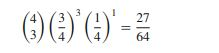 (4 3) (3/4)^3 (1/4)^1 = 27/64